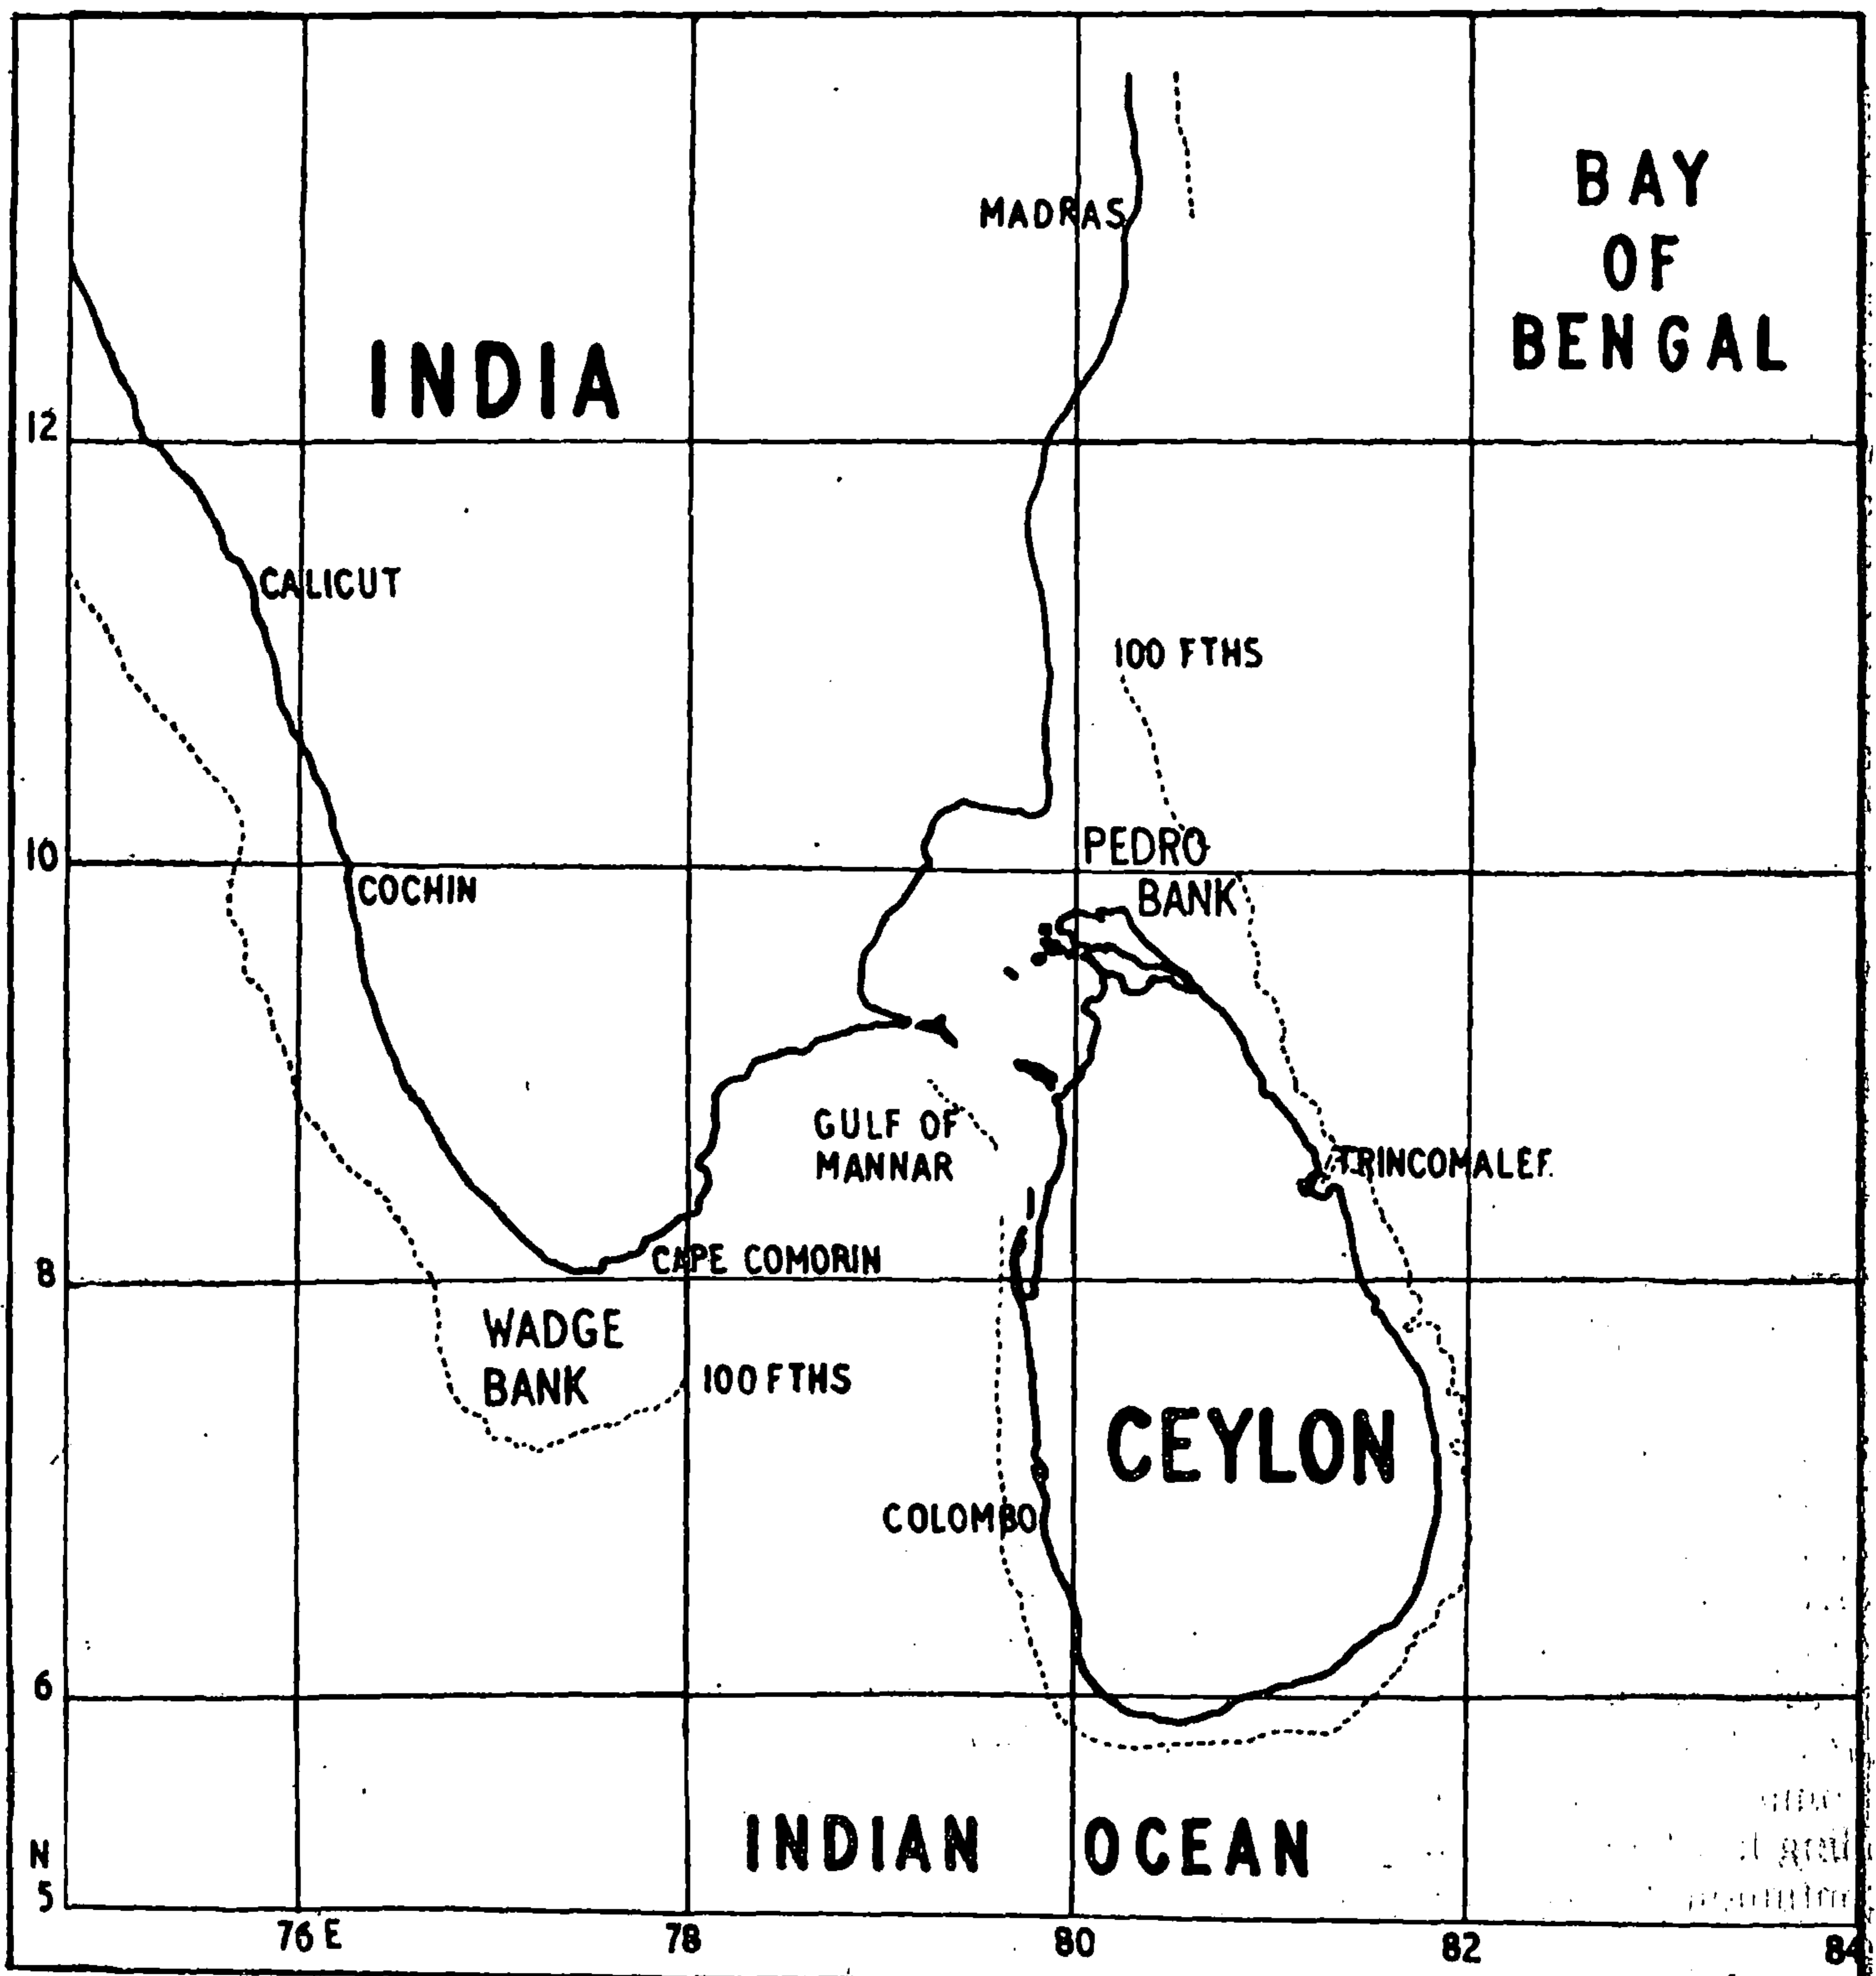 BAY
OF
BENGAL
MADRAS
INDIA
12
CALICUT
100 FTHS
PEDRO
BANK
10
COCHIN
GULF OF
MANNAR
TRINCOMALEE
CAPE COMORIN
8
WADGE
BANK
100 FTHS
CEYLON
COLOMBO
6
INDIAN OCEAN
N
5
76 E
78
80
82
84